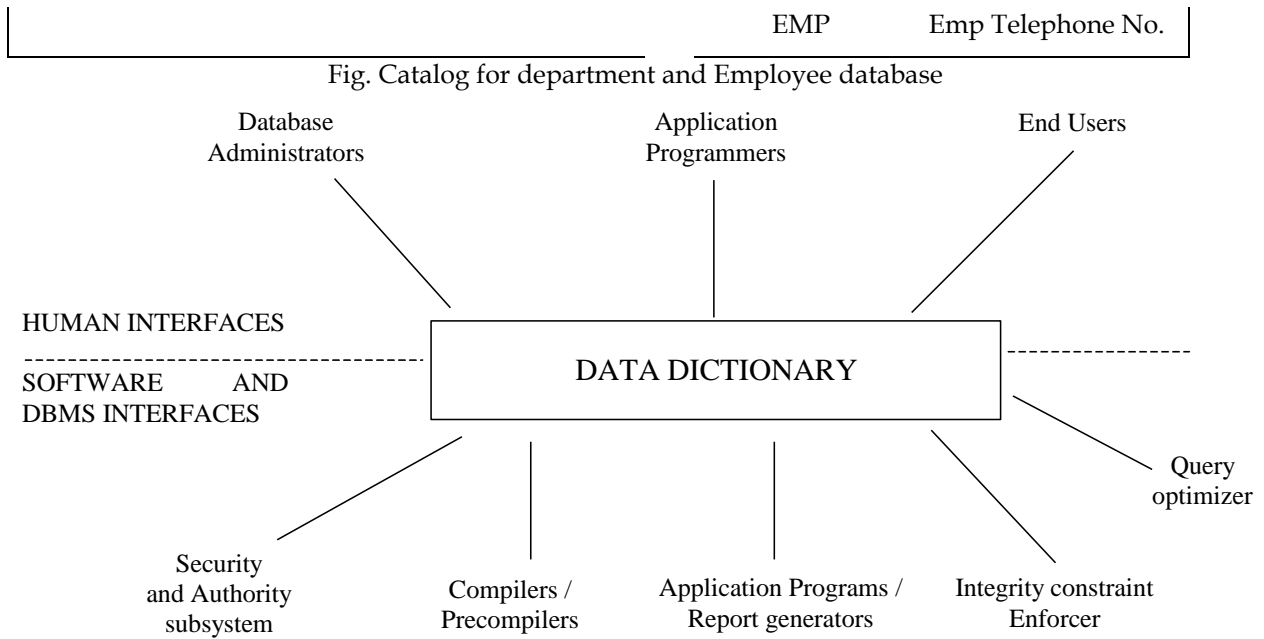 EMP Emp Telephone No.
Fig. Catalog for department and Employee database
Database
Administrators
Application
Programmers
End Users
HUMAN INTERFACES
SOFTWARE AND
DBMS INTERFACES
DATA DICTIONARY
Query
optimizer
Security
and Authority
subsystem
Compilers /
Precompilers
Application Programs /
Report generators
Integrity constraint
Enforcer